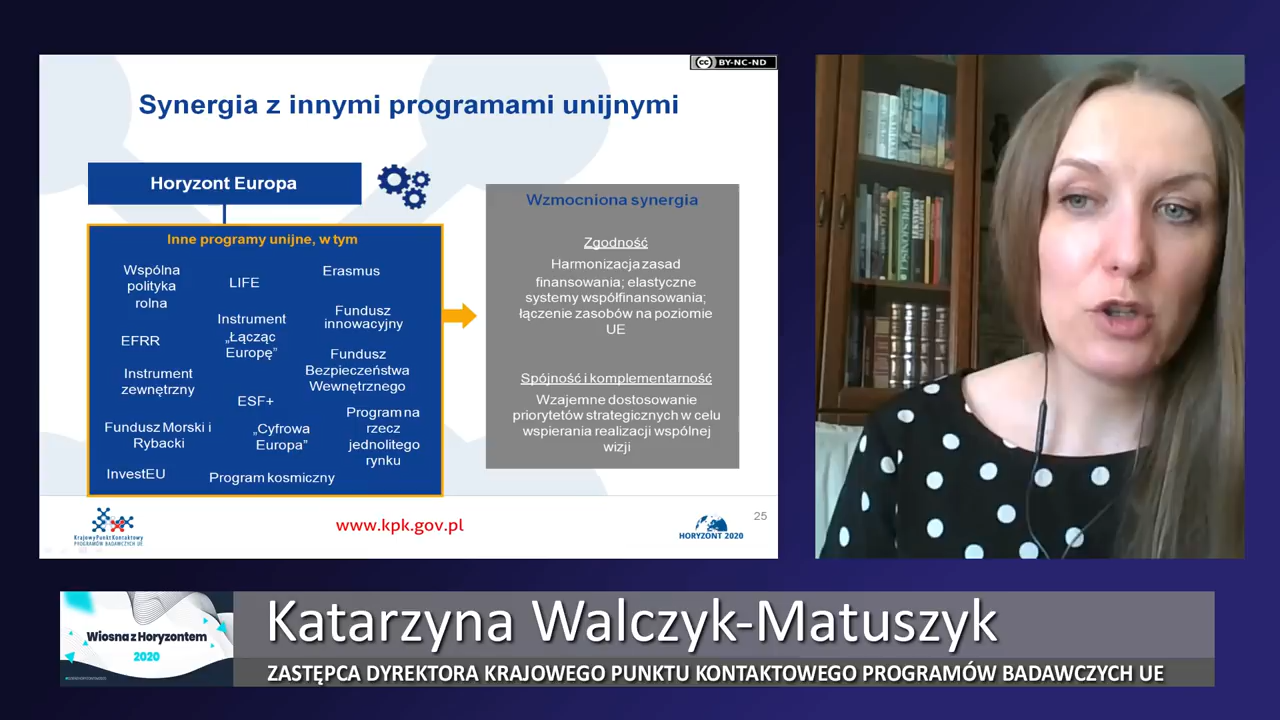 BY-NC-ND
Synergia z innymi programami unijnymi
Horyzont Europa
Inne programy unijne, w tym
Wspólna
polityka
rolna
LIFE
Erasmus
Instrument
„Łącząc
Europę”
Fundusz
innowacyjny
EFRR
Fundusz
Bezpieczeństwa
Wewnętrznego
Instrument
zewnętrzny
ESF+
Program na
rzecz
jednolitego
rynku
Fundusz Morski i
Rybacki
„Cyfrowa
Europa”
InvestEU
Program kosmiczny
Wzmocniona synergia
Zgodność
Harmonizacja zasad
finansowania; elastyczne
systemy współfinansowania;
łączenie zasobów na poziomie
UE
Spójność i komplementarność
Wzajemne dostosowanie
priorytetów strategicznych w celu
wspierania realizacji wspólnej
wizji
Krajowy Punkt Kontaktowy
PROGRAMÓW BADAWCZYCH UE
www.kpk.gov.pl
HORYZONT 2020
25
Wiosna z Horyzontem
2020
Katarzyna Walczyk-Matuszyk
ZASTĘPCA DYREKTORA KRAJOWEGO PUNKTU KONTAKTOWEGO PROGRAMÓW BADAWCZYCH UE